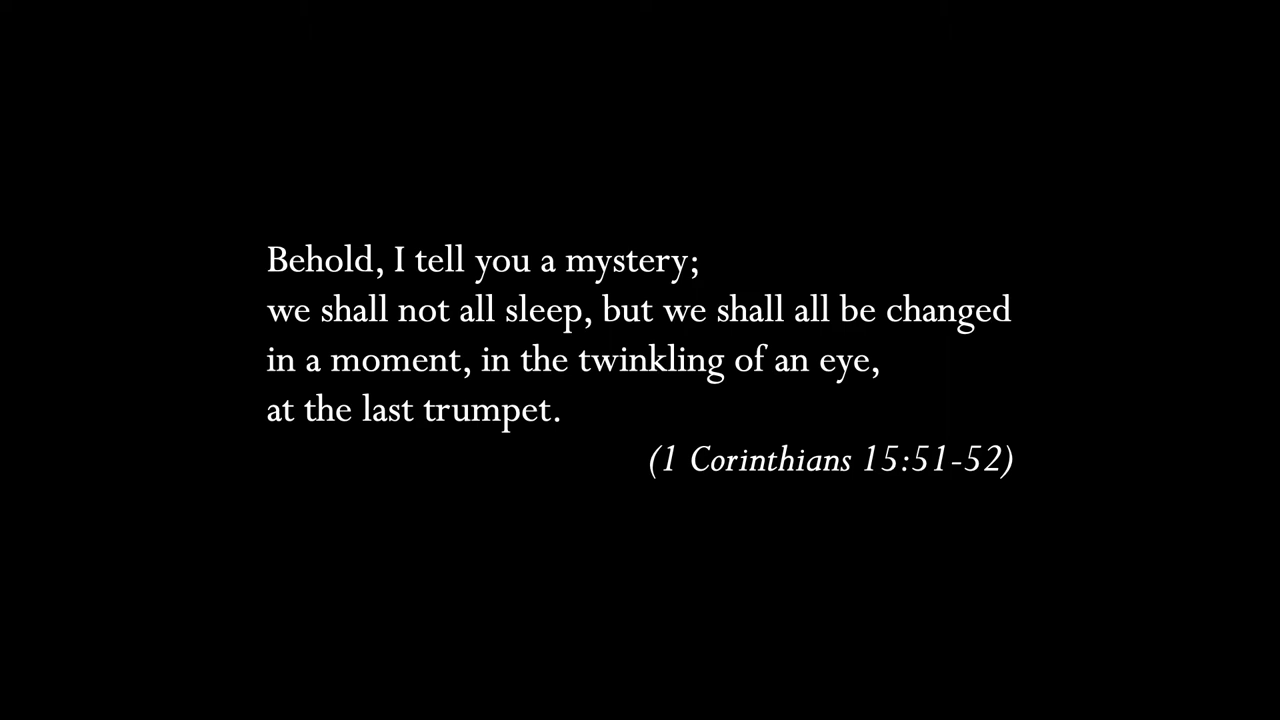 Behold, I tell you a mystery;
we shall not all sleep, but we shall all be changed
in a moment, in the twinkling of an eye,
at the last trumpet.
(1 Corinthians 15:51-52)